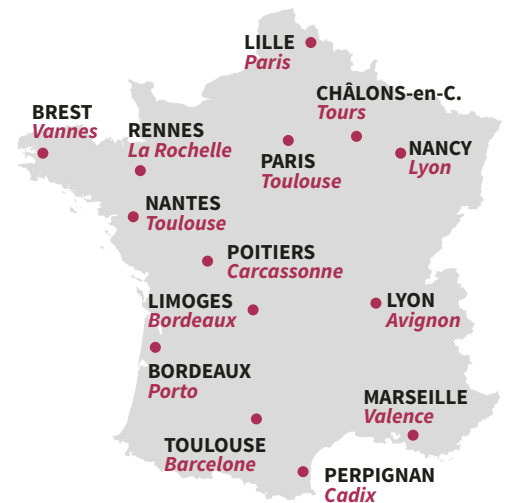 LILLE
Paris
CHÂLONS-en-C.
Tours
BREST
Vannes
RENNES
La Rochelle
PARIS
Toulouse
NANCY
Lyon
NANTES
Toulouse
POITIERS
Carcassonne
LIMOGES
Bordeaux
LYON
Avignon
BORDEAUX
Porto
MARSEILLE
Valence
TOULOUSE
Barcelone
PERPIGNAN
Cadix